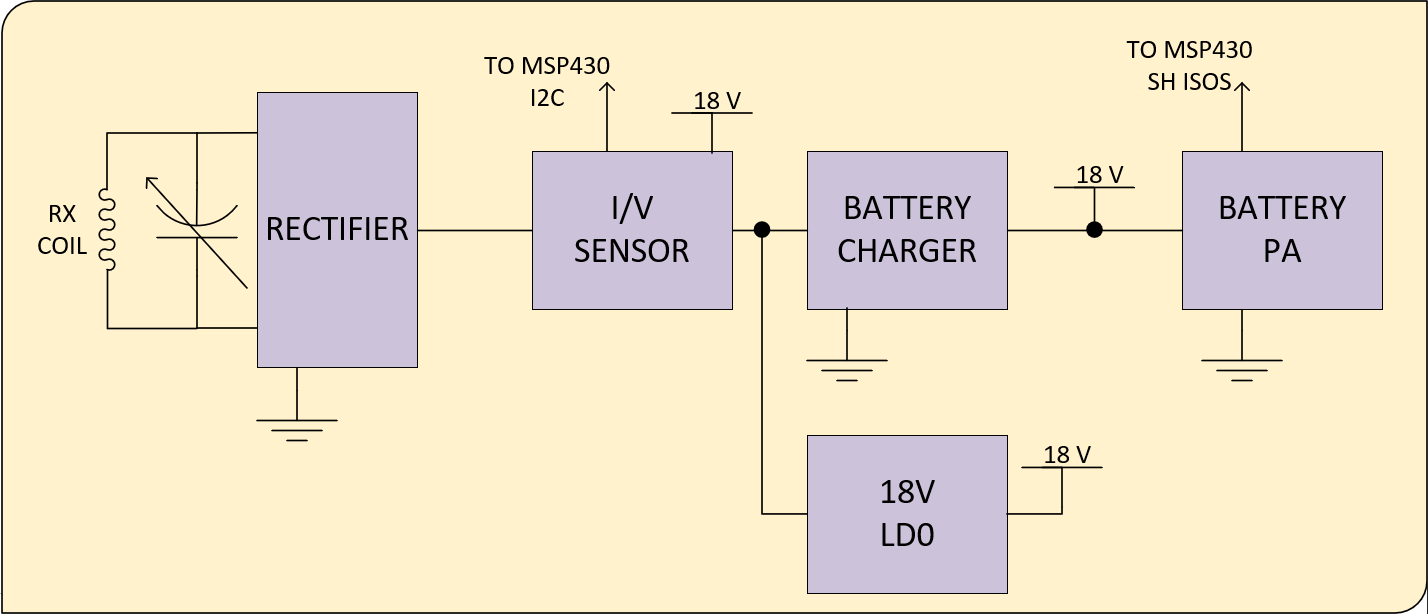 TO MSP430
I2C
18 V
TO MSP430
SH ISOS
RX
COIL
RECTIFIER
I/V
SENSOR
BATTERY
CHARGER
18 V
BATTERY
PA
18V
LD0
18 V